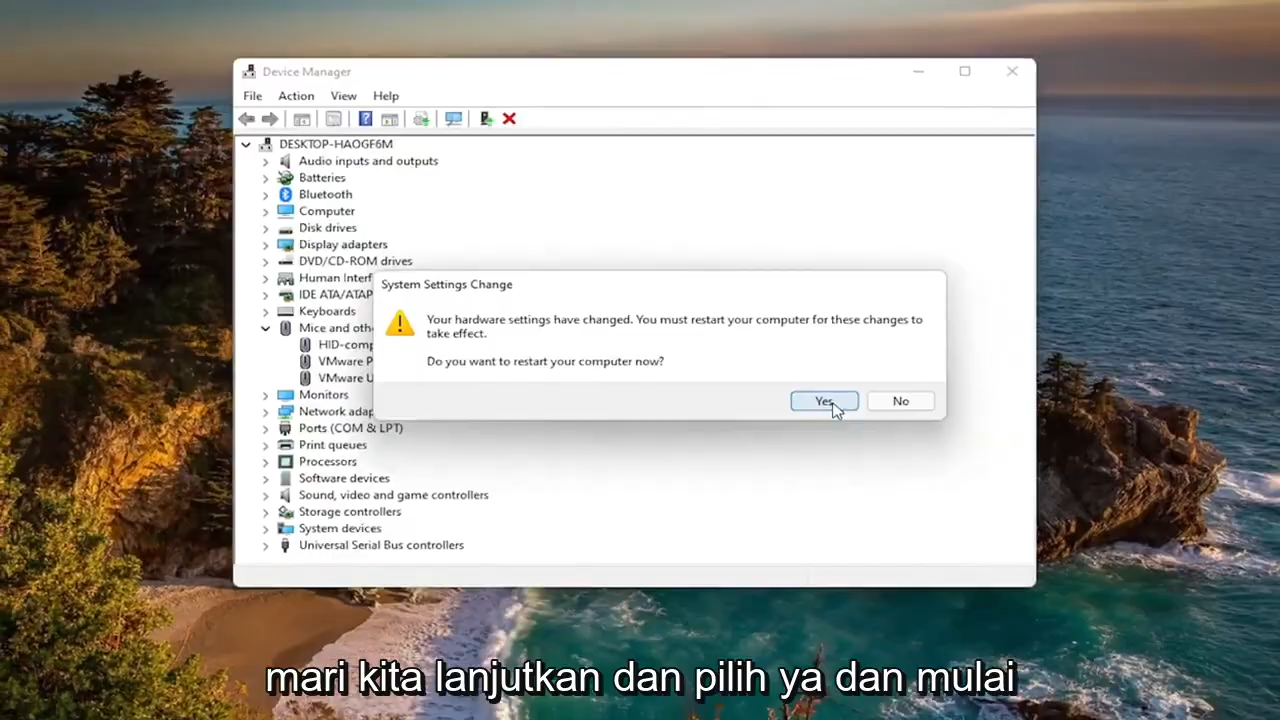 Device Manager
File Action View Help
DESKTOP-HAOGF6M
Audio inputs and outputs
Batteries
Bluetooth
Computer
Disk drives
Display adapters
DVD/CD-ROM drives
Human Interf
IDE ATA/ATAP
Keyboards
Mice and oth
HID-comp
VMware P
VMware U
Monitors
Network adap
Ports (COM & LPT)
Print queues
Processors
Software devices
Sound, video and game controllers
Storage controllers
System devices
Universal Serial Bus controllers
System Settings Change
Your hardware settings have changed. You must restart your computer for these changes to
take effect.
Do you want to restart your computer now?
Yes No
mari kita lanjutkan dan pilih ya dan mulai